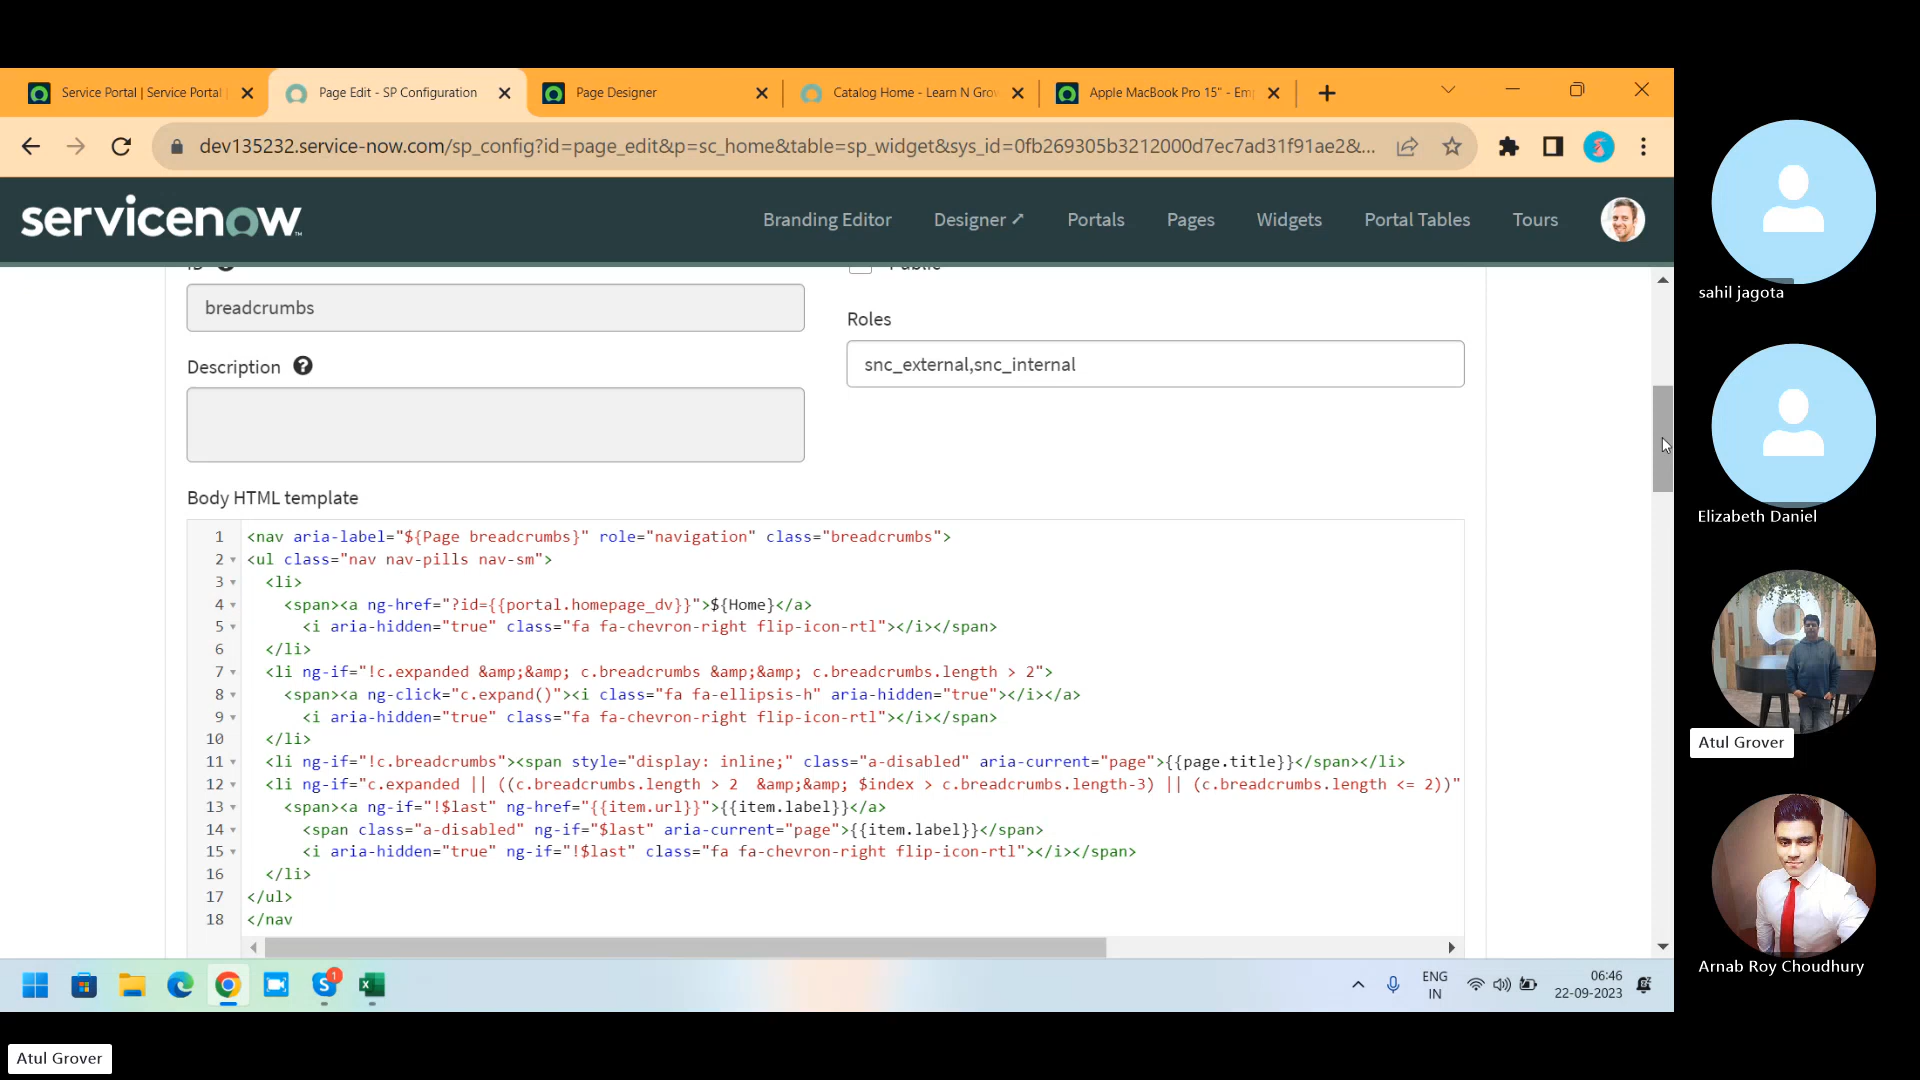 Service Portal | Service Portal |
Page Edit - SP Configuration
Page Designer
Catalog Home - Learn N Gro
Apple MacBook Pro 15" - Em
dev135232.service-now.com/sp_config?id=page_edit&p=sc_home&table=sp_widget&sys_id=0fb269305b3212000d7ec7ad31f91ae2&...
servicenow
Branding Editor
Designer
Portals
Pages
Widgets
Portal Tables
Tours
breadcrumbs
Roles
snc_external,snc_internal
Description
Body HTML template
1 <nav aria-label="${Page breadcrumbs}" role="navigation" class="breadcrumbs">
2 <ul class="nav nav-pills nav-sm">
3 <li>
4 <span><a ng-href="?id={{portal.homepage_dv}}">${Home}</a>
5 <i aria-hidden="true" class="fa fa-chevron-right flip-icon-rtl"></i></span>
6 </li>
7 <li ng-if="!c.expanded &amp;&amp; c.breadcrumbs &amp;&amp; c.breadcrumbs.length > 2">
8 <span><a ng-click="c.expand()"><i class="fa fa-ellipsis-h" aria-hidden="true"></i></a>
9 <i aria-hidden="true" class="fa fa-chevron-right flip-icon-rtl"></i></span>
10 </li>
11 <li ng-if="!c.breadcrumbs"><span style="display: inline;" class="a-disabled" aria-current="page">{{page.title}}</span></li>
12 <li ng-if="c.expanded || ((c.breadcrumbs.length > 2 &amp;&amp; $index > c.breadcrumbs.length-3) || (c.breadcrumbs.length <= 2))"
13 <span><a ng-if="!$last" ng-href="{{item.url}}">{{item.label}}</a>
14 <span class="a-disabled" ng-if="$last" aria-current="page">{{item.label}}</span>
15 <i aria-hidden="true" ng-if="!$last" class="fa fa-chevron-right flip-icon-rtl"></i></span>
16 </li>
17 </ul>
18 </nav
1
ENG
IN
06:46
22-09-2023
sahil jagota
Elizabeth Daniel
Atul Grover
Arnab Roy Choudhury
Atul Grover